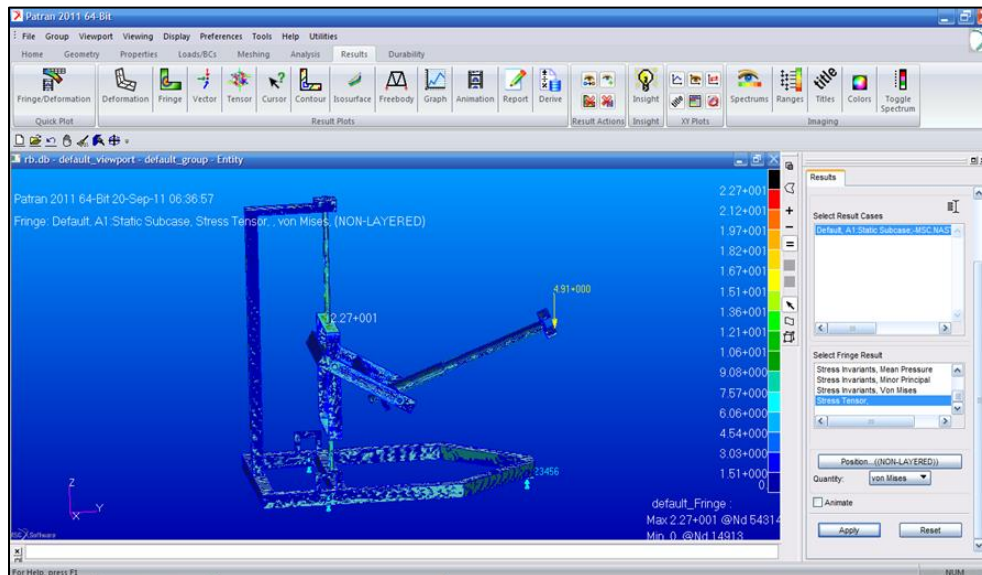 Patran 2011 64-Bit
File Group Viewport Viewing Display Preferences Tools Help Utilities
Home Geometry Properties Loads/BCs Meshing Analysis Results Durability
Fringe/Deformation Deformation Fringe Vector Tensor Cursor Contour Isosurface Freebody Graph Animation Report Derive Insight Spectrums Ranges Titles Colors Toggle Spectrum
title
Quick Plot Result Plots Result Actions Insight XY Plots Imaging
rb.db - default_viewport - default_group - Entity
Patran 2011 64-Bit 20-Sep-11 06:36:57
Fringe: Default, A1:Static Subcase, Stress Tensor, , von Mises, (NON-LAYERED)
2.27+001
4.91+000
23456
Z
X Y
2.27+001
2.12+001
1.97+001
1.82+001
1.67+001
1.51+001
1.36+001
1.21+001
1.06+001
9.08+000
7.57+000
6.06+000
4.54+000
3.03+000
1.51+000
0
default_Fringe :
Max 2.27+001 @Nd 54314
Min 0 @Nd 14913
Results
Select Result Cases
Default, A1:Static Subcase;-MSC.NAS
Select Fringe Result
Stress Invariants, Mean Pressure
Stress Invariants, Minor Principal
Stress Invariants, Von Mises
Stress Tensor,
Position...((NON-LAYERED))
Quantity: von Mises
Animate
Apply Reset
For Help, press F1
NUM